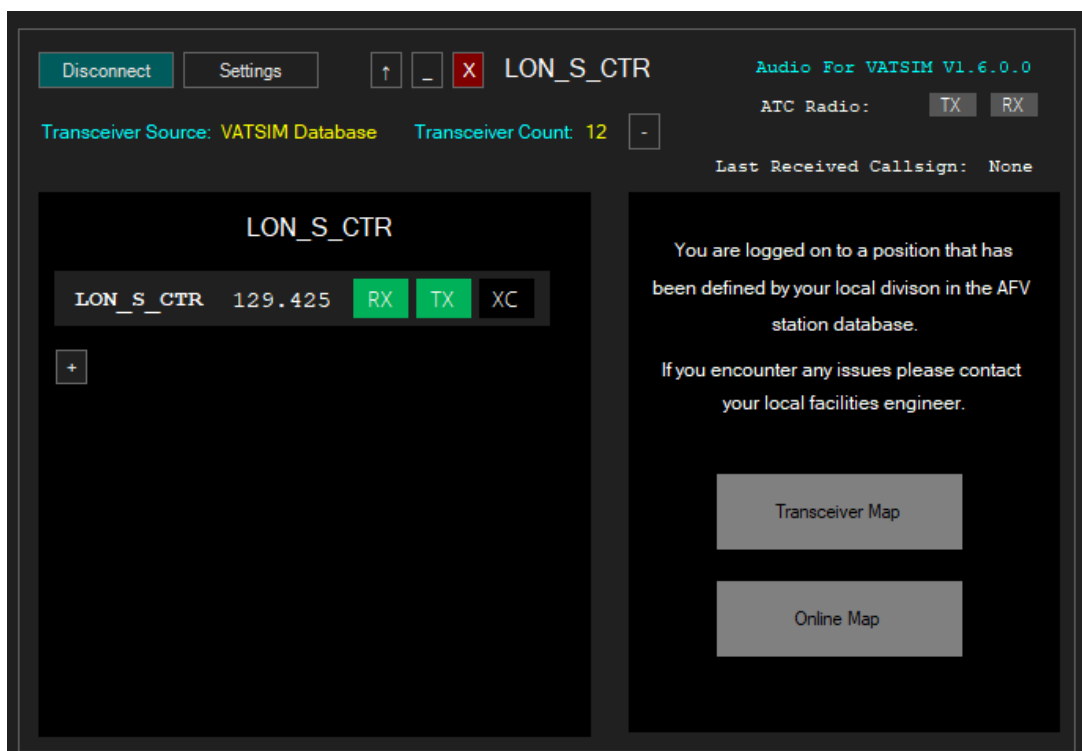 Disconnect Settings ↑ _ X LON_S_CTR
Audio For VATSIM V1.6.0.0
ATC Radio: TX RX
Transceiver Source: VATSIM Database Transceiver Count: 12 -
Last Received Callsign: None
LON_S_CTR
LON_S_CTR 129.425 RX TX XC
+
You are logged on to a position that has
been defined by your local divison in the AFV
station database.
If you encounter any issues please contact
your local facilities engineer.
Transceiver Map
Online Map